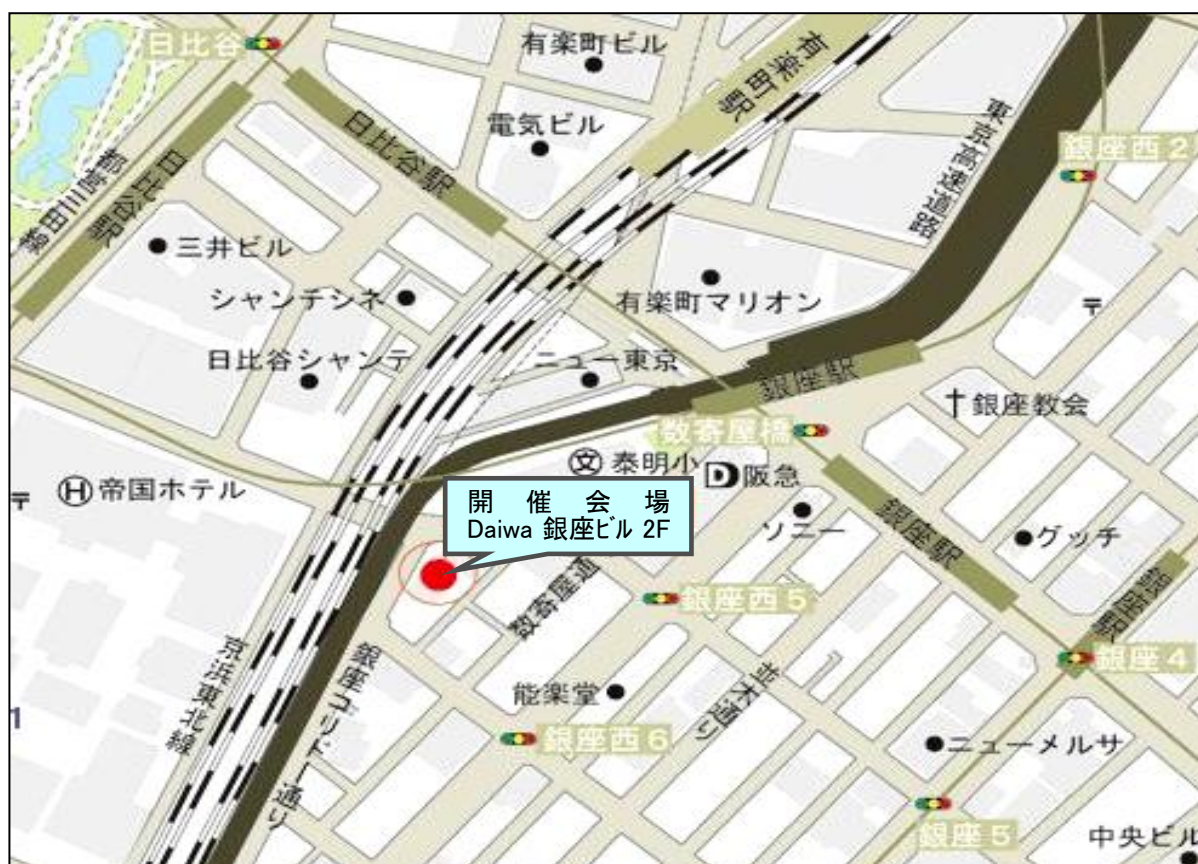 日比谷
有楽町ビル
有楽町駅
電気ビル
日比谷駅
東京高速道路
銀座西2
都営三田線
日比谷駅
三井ビル
シャンテシネ
有楽町マリオン
〒
日比谷シャンテ
ニュー東京
銀座駅
銀座教会
数寄屋橋
文 泰明小
D 阪急
〒
H 帝国ホテル
開催会場
Daiwa 銀座ビル 2F
ソニー
銀座駅
グッチ
数寄屋通
銀座西5
銀座駅
銀座4
京浜東北線
銀座コリドー通り
能楽堂
並木通り
1
銀座西6
ニューメルサ
銀座5
中央ビル